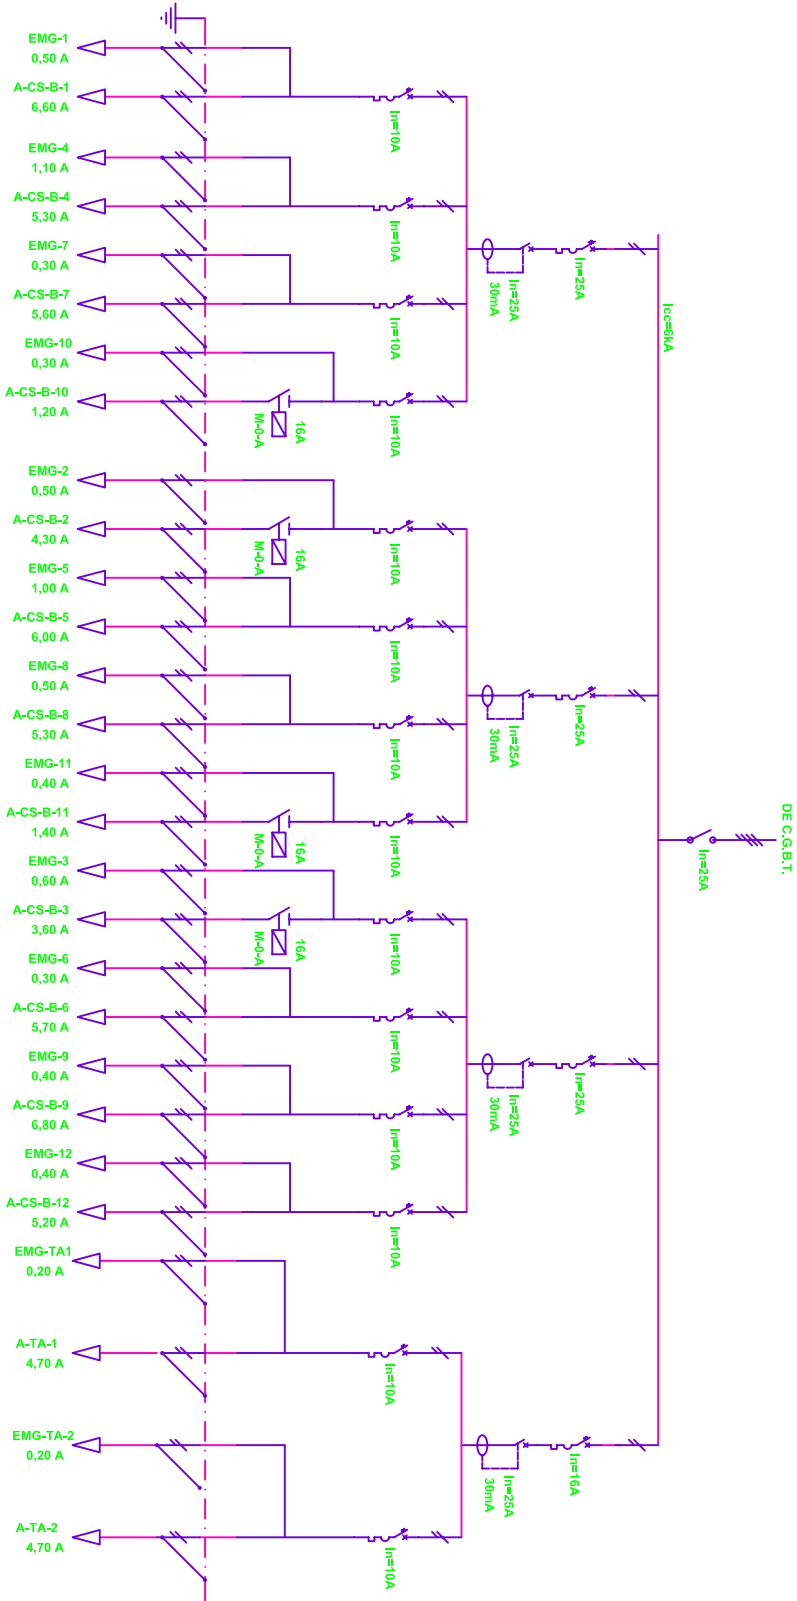 EMG-1
0,50 A
A-CS-B-1
6,60 A
In=10A
EMG-4
1,10 A
A-CS-B-4
5,30 A
In=10A
EMG-7
0,30 A
A-CS-B-7
5,60 A
In=10A
EMG-10
0,30 A
A-CS-B-10
1,20 A
M-0-A
16A
In=10A
30mA
In=25A
In=25A
Icc=6kA
EMG-2
0,50 A
A-CS-B-2
4,30 A
M-0-A
16A
In=10A
EMG-5
1,00 A
A-CS-B-5
6,00 A
In=10A
EMG-8
0,50 A
A-CS-B-8
5,30 A
In=10A
EMG-11
0,40 A
A-CS-B-11
1,40 A
M-0-A
16A
In=10A
30mA
In=25A
In=25A
DE C.G.B.T.
In=25A
EMG-3
0,60 A
A-CS-B-3
3,60 A
M-0-A
16A
In=10A
EMG-6
0,30 A
A-CS-B-6
5,70 A
In=10A
EMG-9
0,40 A
A-CS-B-9
6,80 A
In=10A
EMG-12
0,40 A
A-CS-B-12
5,20 A
In=10A
30mA
In=25A
In=25A
EMG-TA1
0,20 A
A-TA-1
4,70 A
In=10A
EMG-TA-2
0,20 A
A-TA-2
4,70 A
In=10A
30mA
In=25A
In=16A